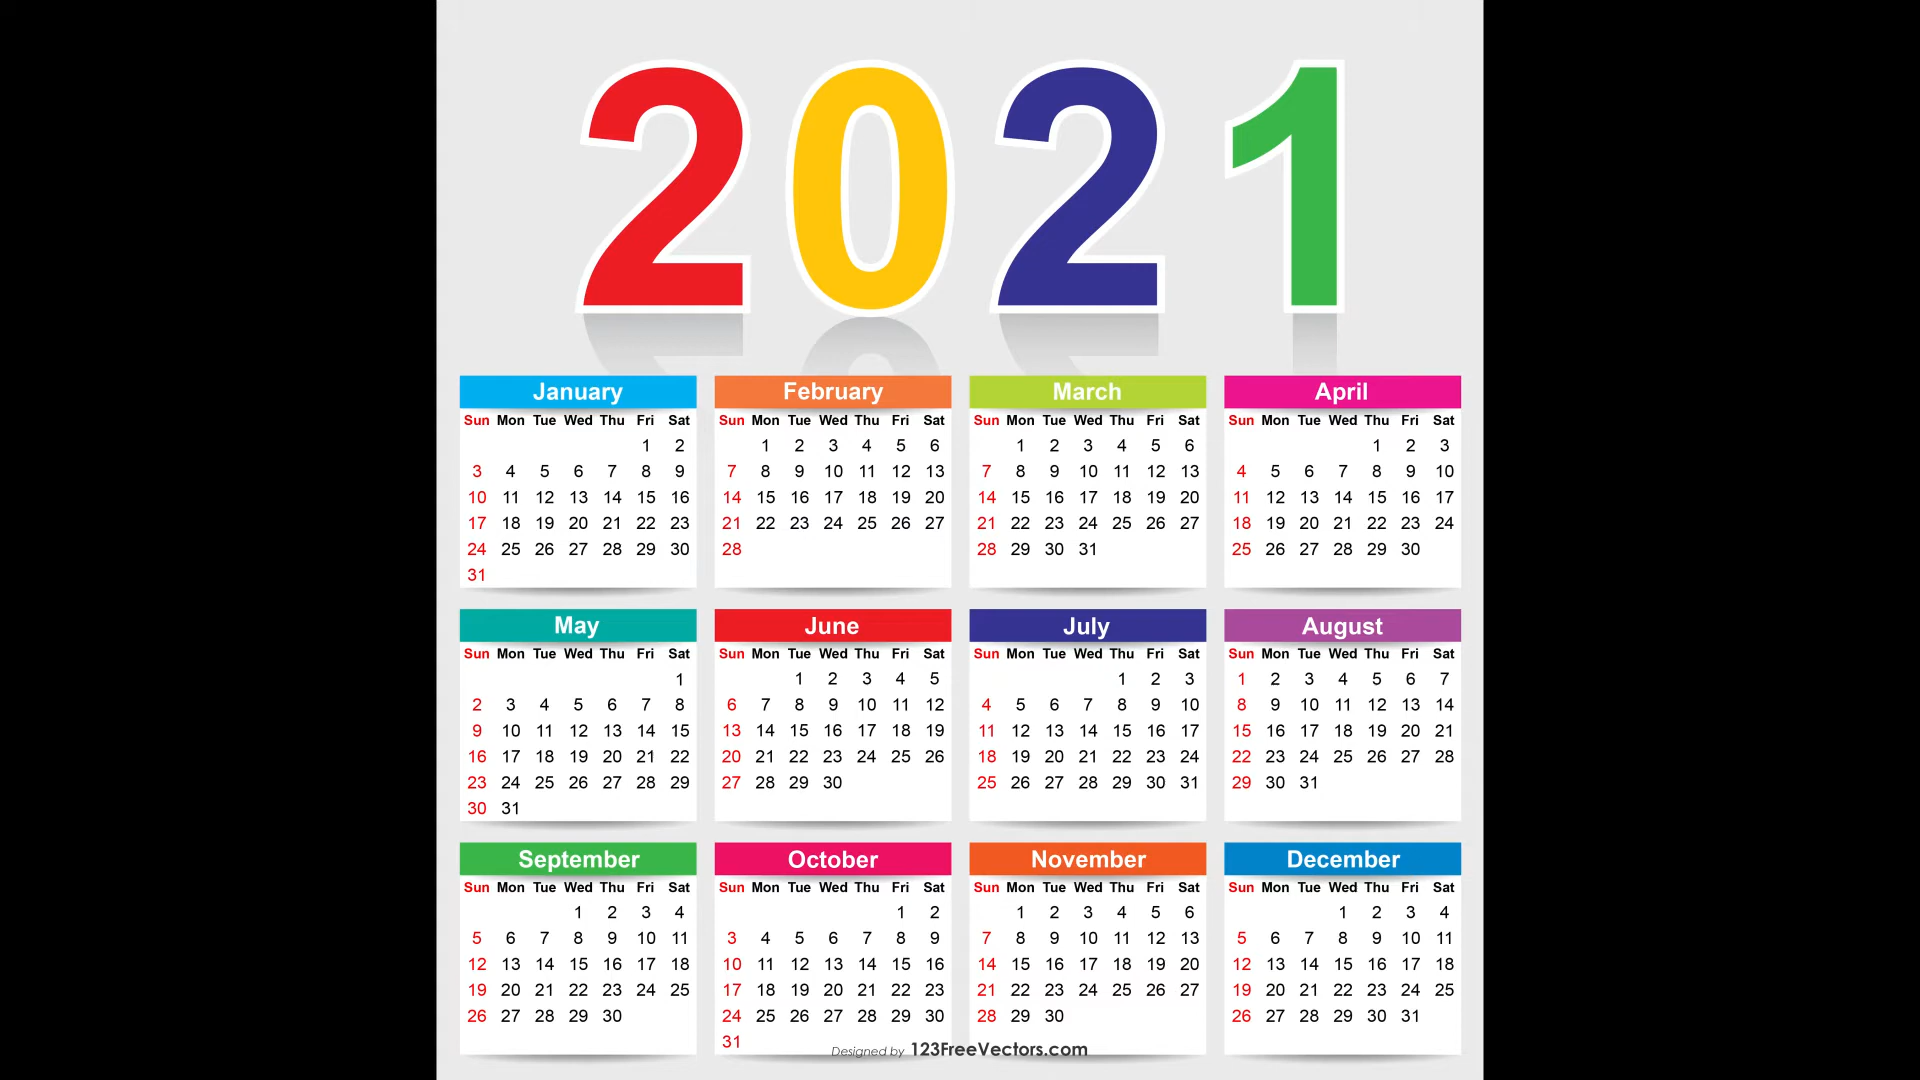 2021
January February March April
Sun Mon Tue Wed Thu Fri Sat Sun Mon Tue Wed Thu Fri Sat Sun Mon Tue Wed Thu Fri Sat Sun Mon Tue Wed Thu Fri Sat
1 2 1 2 3 4 5 6 1 2 3 4 5 6 1 2 3
3 4 5 6 7 8 9 7 8 9 10 11 12 13 7 8 9 10 11 12 13 4 5 6 7 8 9 10
10 11 12 13 14 15 16 14 15 16 17 18 19 20 14 15 16 17 18 19 20 11 12 13 14 15 16 17
17 18 19 20 21 22 23 21 22 23 24 25 26 27 21 22 23 24 25 26 27 18 19 20 21 22 23 24
24 25 26 27 28 29 30 28 28 29 30 31 25 26 27 28 29 30
31
May June July August
Sun Mon Tue Wed Thu Fri Sat Sun Mon Tue Wed Thu Fri Sat Sun Mon Tue Wed Thu Fri Sat Sun Mon Tue Wed Thu Fri Sat
1 1 2 3 4 5 1 2 3 1 2 3 4 5 6 7
2 3 4 5 6 7 8 6 7 8 9 10 11 12 4 5 6 7 8 9 10 8 9 10 11 12 13 14
9 10 11 12 13 14 15 13 14 15 16 17 18 19 11 12 13 14 15 16 17 15 16 17 18 19 20 21
16 17 18 19 20 21 22 20 21 22 23 24 25 26 18 19 20 21 22 23 24 22 23 24 25 26 27 28
23 24 25 26 27 28 29 27 28 29 30 25 26 27 28 29 30 31 29 30 31
30 31
September October November December
Sun Mon Tue Wed Thu Fri Sat Sun Mon Tue Wed Thu Fri Sat Sun Mon Tue Wed Thu Fri Sat Sun Mon Tue Wed Thu Fri Sat
1 2 3 4 1 2 1 2 3 4 5 6 1 2 3 4
5 6 7 8 9 10 11 3 4 5 6 7 8 9 7 8 9 10 11 12 13 5 6 7 8 9 10 11
12 13 14 15 16 17 18 10 11 12 13 14 15 16 14 15 16 17 18 19 20 12 13 14 15 16 17 18
19 20 21 22 23 24 25 17 18 19 20 21 22 23 21 22 23 24 25 26 27 19 20 21 22 23 24 25
26 27 28 29 30 24 25 26 27 28 29 30 28 29 30 26 27 28 29 30 31
31
Designed by 123FreeVectors.com